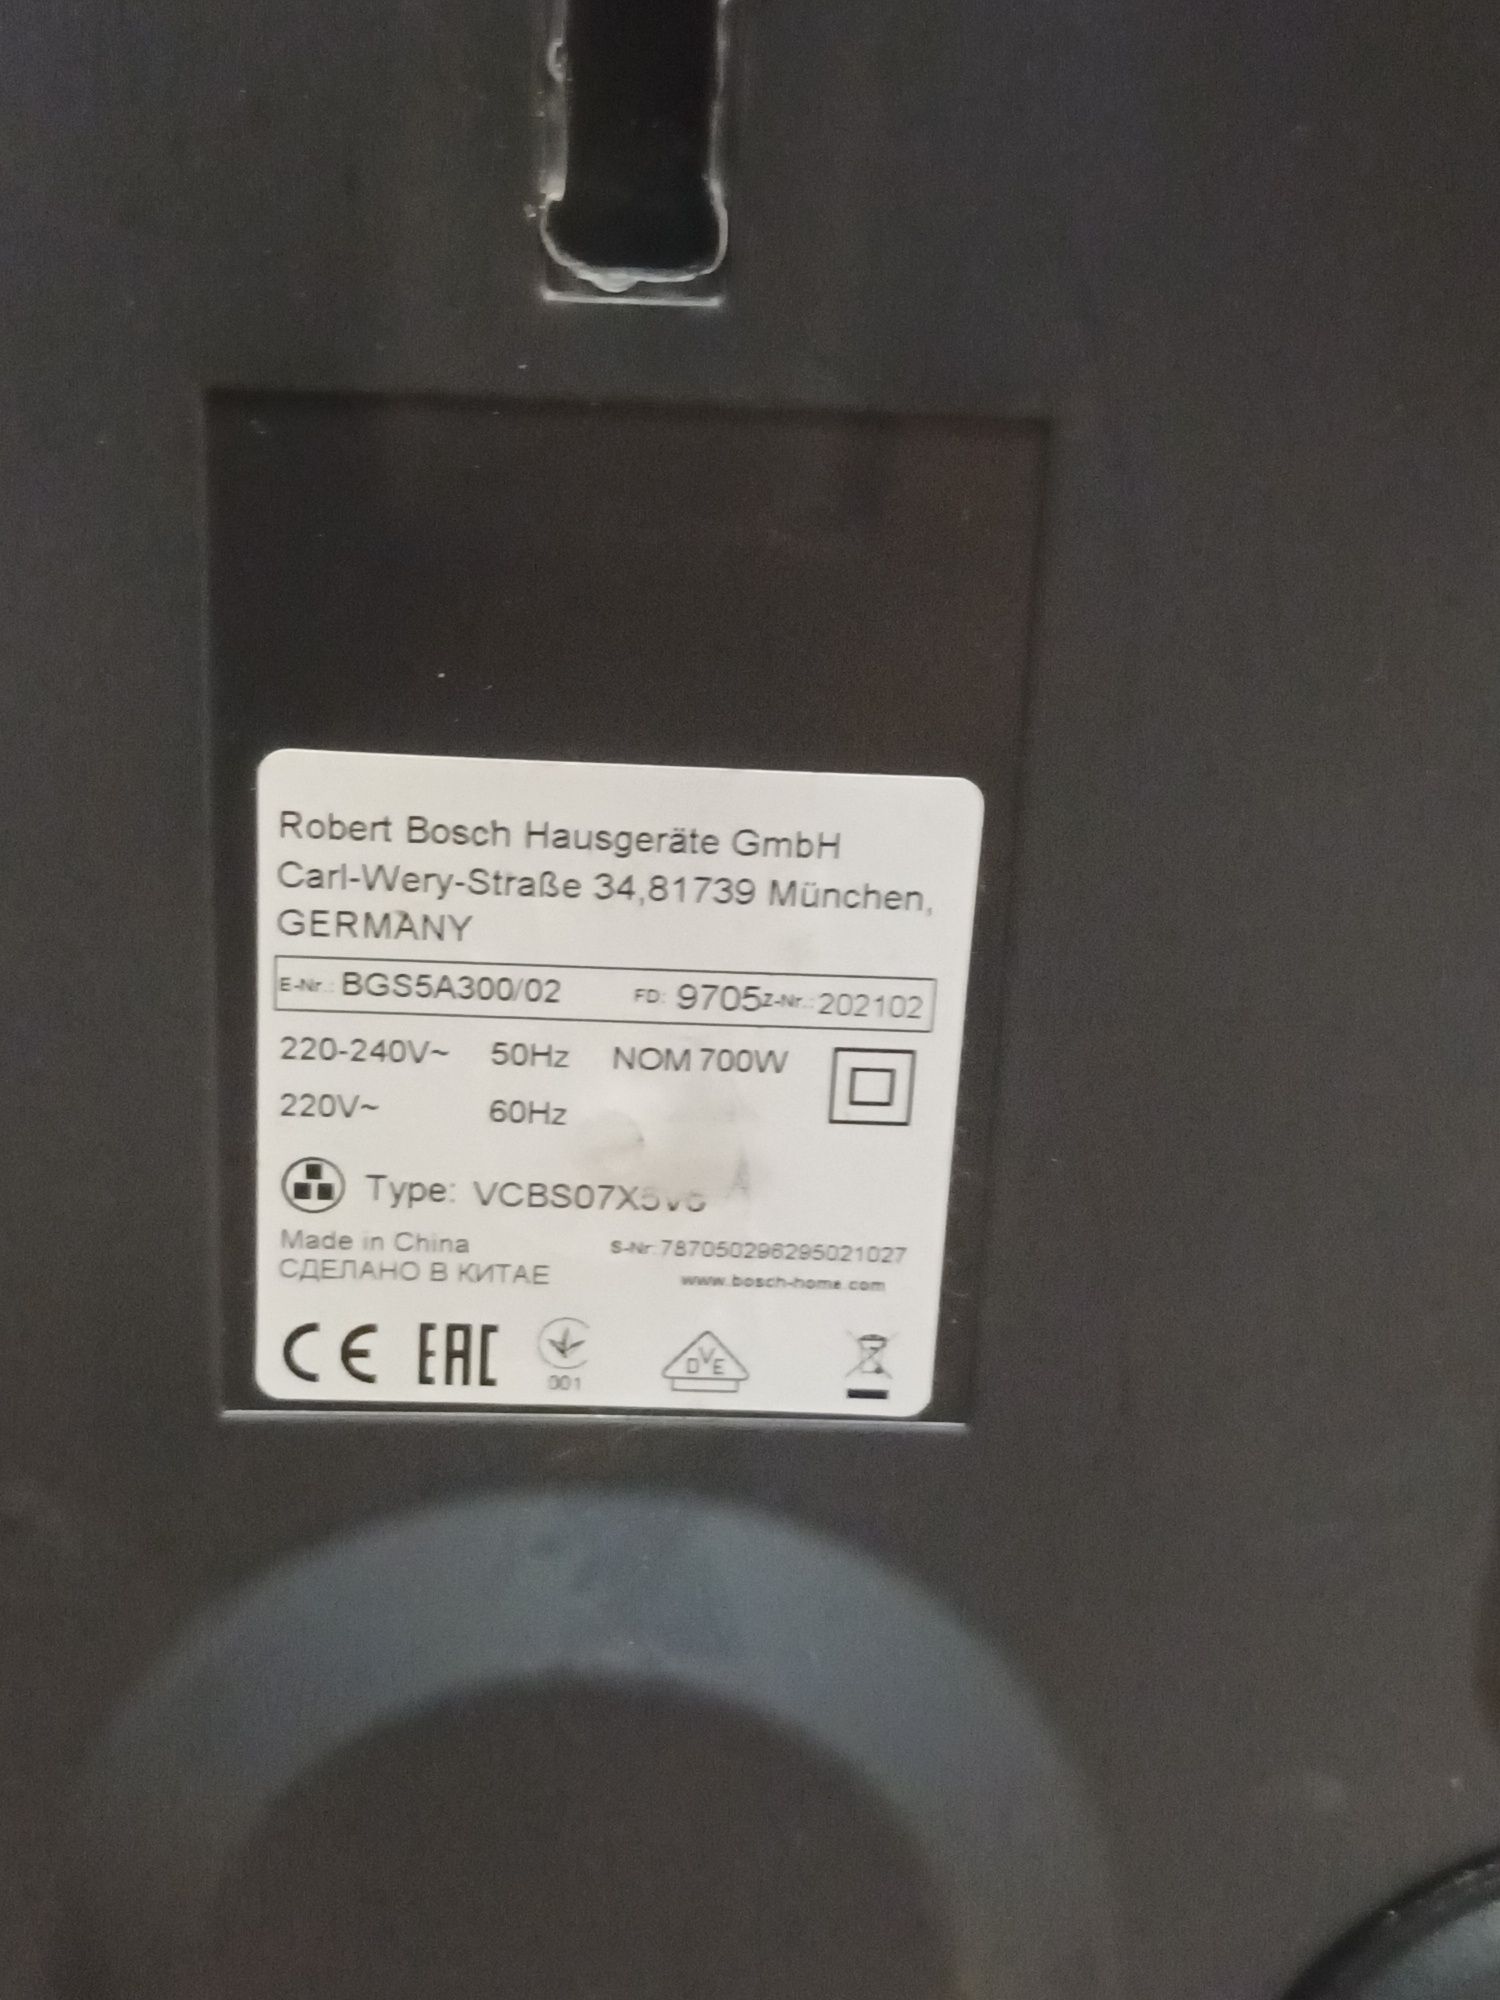 Robert Bosch Hausgeräte GmbH
Carl-Wery-Straße 34,81739 München,
GERMANY
E-Nr.: BGS5A300/02 FD: 9705 Z-Nr.: 202102
220-240V~ 50Hz NOM 700W
220V~ 60Hz
Type: VCBS07X5V6
Made in China S-Nr. 787050296295021027
СДЕЛАНО В КИТАЕ www.bosch-home.com
CE EAC 001 DVE